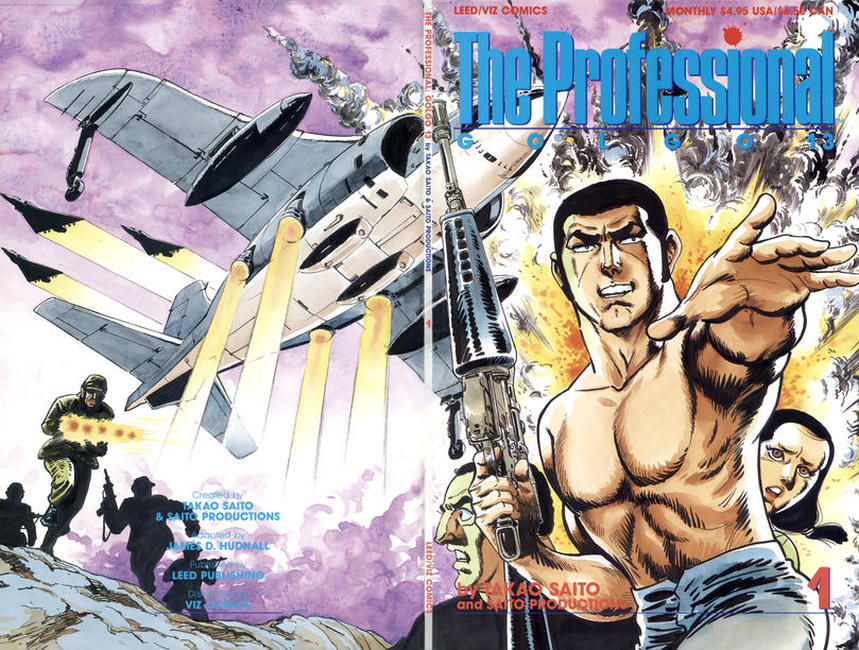 LEED/VIZ COMICS
MONTHLY $4.95 USA/$6.50 CAN
The Professional
GOLGO 13
by TAKAO SAITO
and SAITO PRODUCTIONS
1
THE PROFESSIONAL: GOLGO 13 by TAKAO SAITO & SAITO PRODUCTIONS
1
LEED/VIZ COMICS
Created by
TAKAO SAITO
& SAITO PRODUCTIONS
Adapted by
JAMES D. HUDNALL
Published by
LEED PUBLISHING
VIZ COMICS